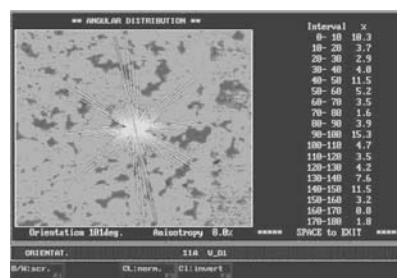 ** ANGULAR DISTRIBUTION **
Interval %
0- 10 10.3
10- 20 3.7
20- 30 2.9
30- 40 4.0
40- 50 11.5
50- 60 5.2
60- 70 3.5
70- 80 1.6
80- 90 3.9
90-100 15.3
100-110 4.7
110-120 3.5
120-130 4.2
130-140 7.6
140-150 11.5
150-160 3.2
160-170 0.0
170-180 1.8
Orientation 101deg. Anisotropy 8.0% ***** SPACE to EXIT *****
ORIENTAT. SIA V_D1
B/W:scr. CL:norm. Cl:invert